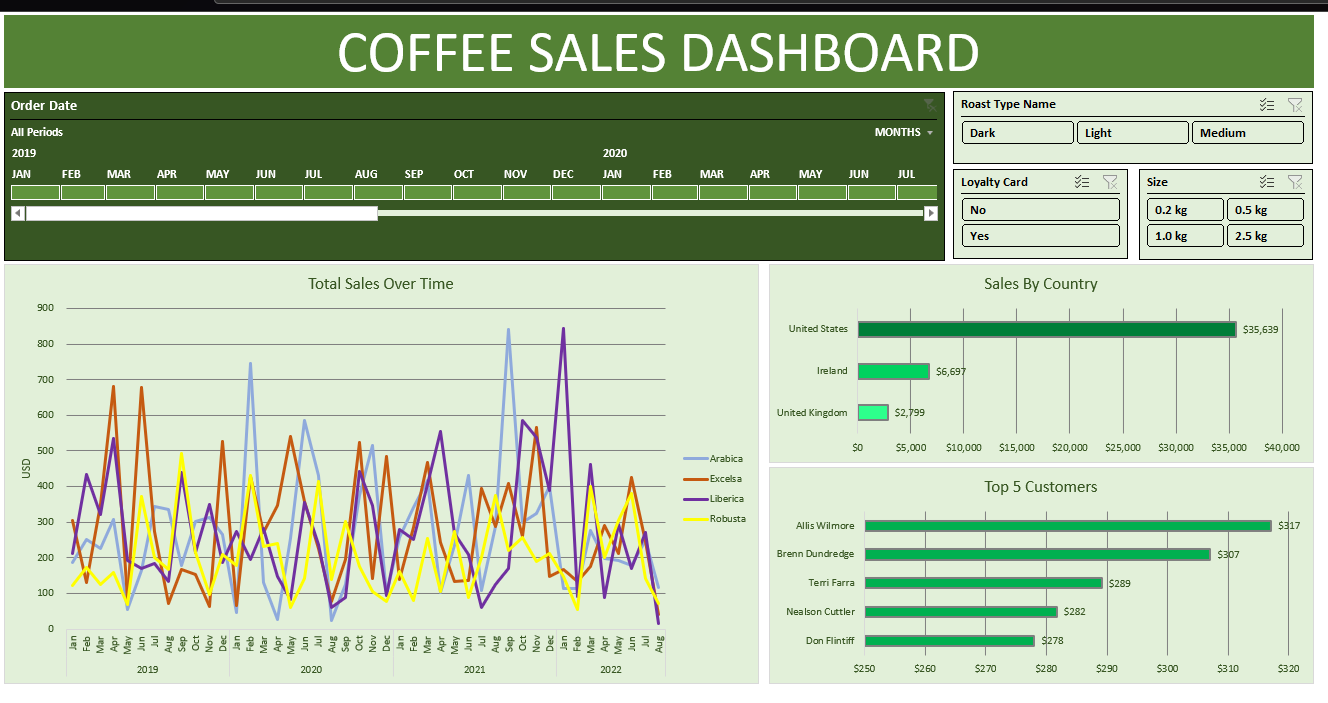 COFFEE SALES DASHBOARD
Order Date
All Periods MONTHS
2019 2020
JAN FEB MAR APR MAY JUN JUL AUG SEP OCT NOV DEC JAN FEB MAR APR MAY JUN JUL
Roast Type Name
Dark Light Medium
Loyalty Card
No
Yes
Size
0.2 kg 0.5 kg
1.0 kg 2.5 kg
Total Sales Over Time
900
800
700
600
500
400
300
200
100
0
USD
Jan Feb Mar Apr May Jun Jul Aug Sep Oct Nov Dec Jan Feb Mar Apr May Jun Jul Aug Sep Oct Nov Dec Jan Feb Mar Apr May Jun Jul Aug Sep Oct Nov Dec Jan Feb Mar Apr May Jun Jul Aug
2019 2020 2021 2022
Arabica
Excelsa
Liberica
Robusta
Sales By Country
United States $35,639
Ireland $6,697
United Kingdom $2,799
$0 $5,000 $10,000 $15,000 $20,000 $25,000 $30,000 $35,000 $40,000
Top 5 Customers
Allis Wilmore $317
Brenn Dundredge $307
Terri Farra $289
Nealson Cuttler $282
Don Flintiff $278
$250 $260 $270 $280 $290 $300 $310 $320